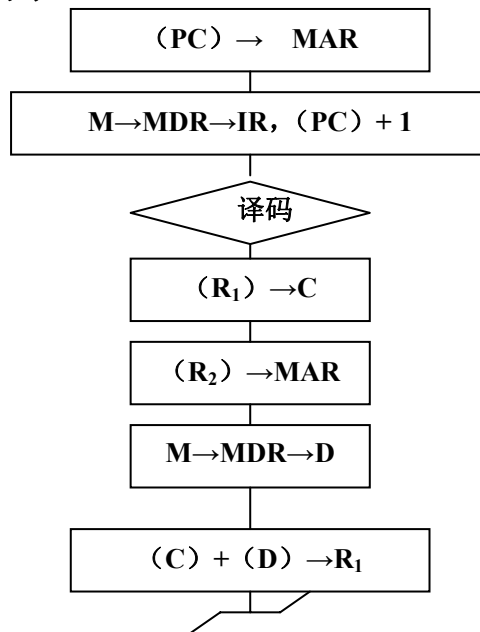 （PC）→ MAR
M→MDR→IR，（PC）+ 1
译码
（R₁）→C
（R₂）→MAR
M→MDR→D
（C）+（D）→R₁